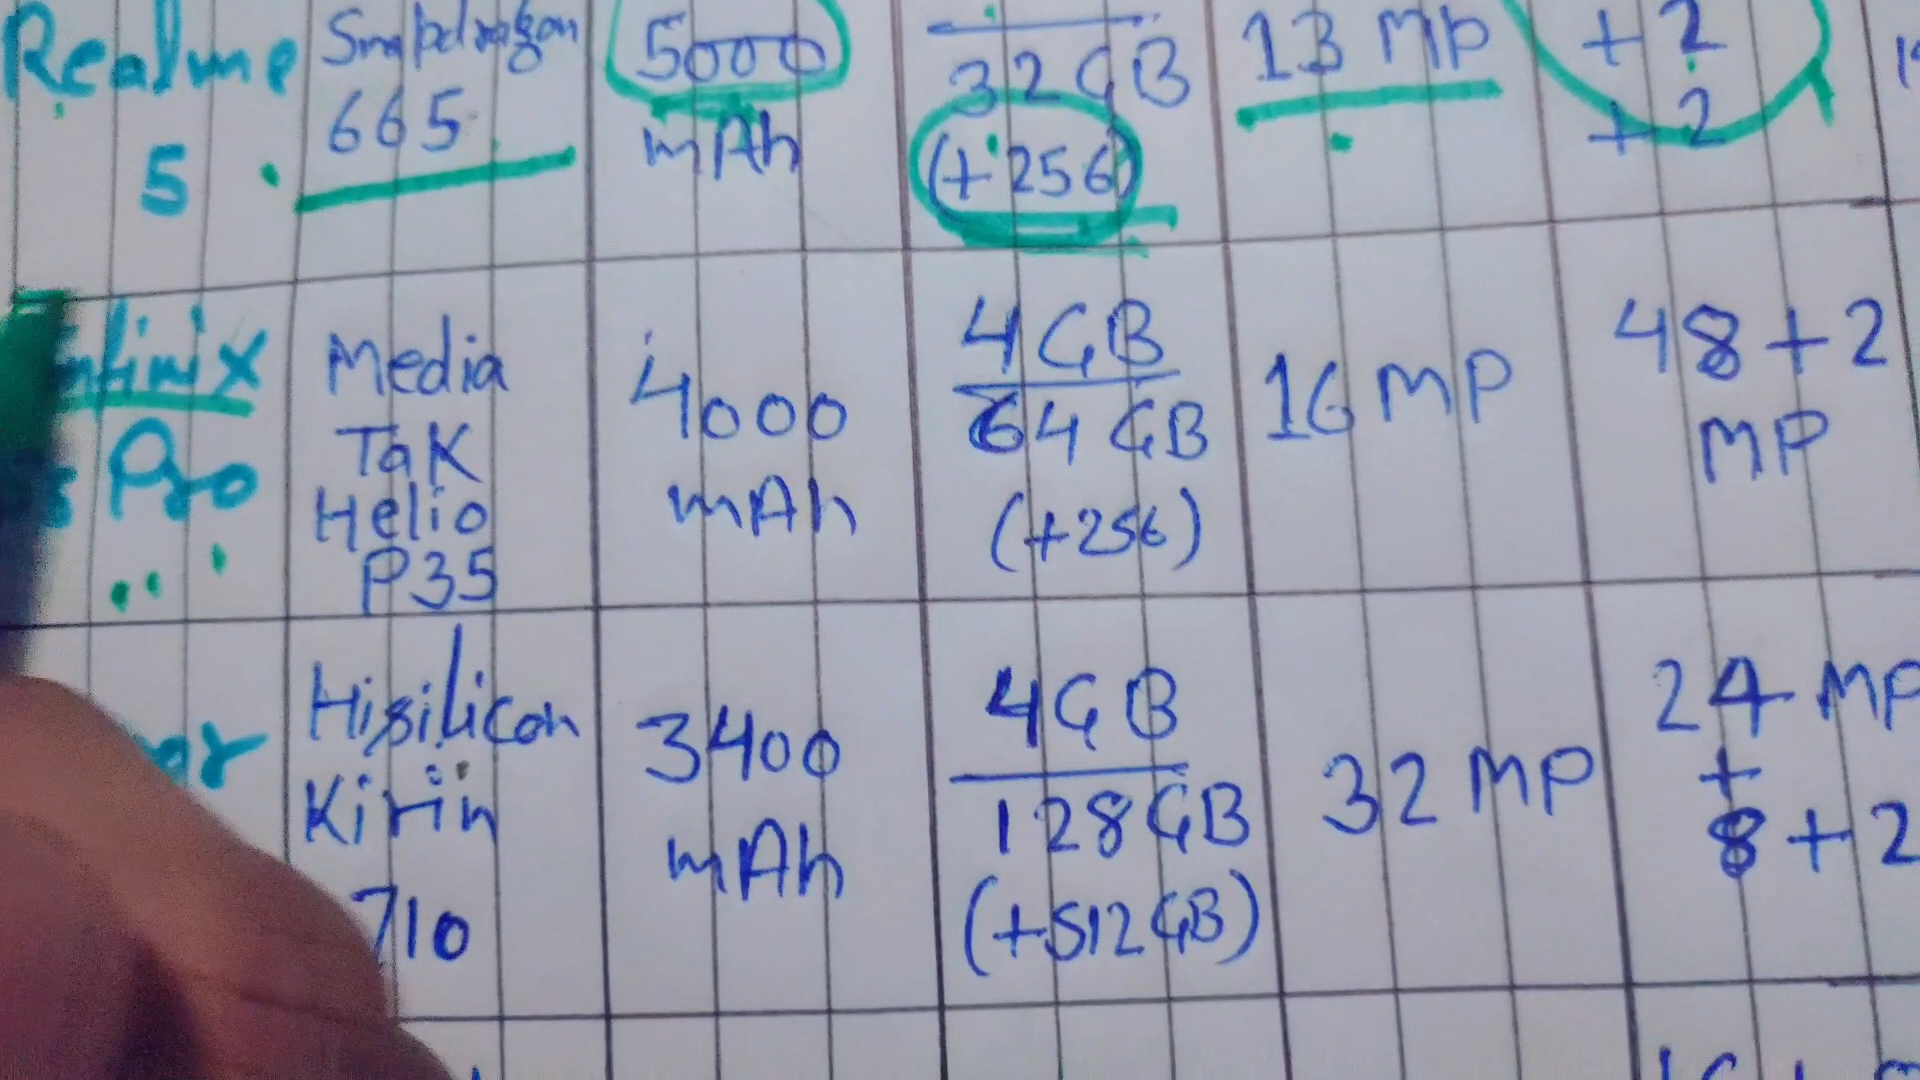 Realme
5
Snapdragon
665
5000
mAh
32GB
(+256)
13 MP
+2
+2
Infinix
Pro
Media
Tak
Helio
P35
4000
mAh
4GB
64GB
(+256)
16 MP
48+2
MP
Hisilicon
Kirin
710
3400
mAh
4GB
128GB
(+512GB)
32 MP
24 MP
+
8+2